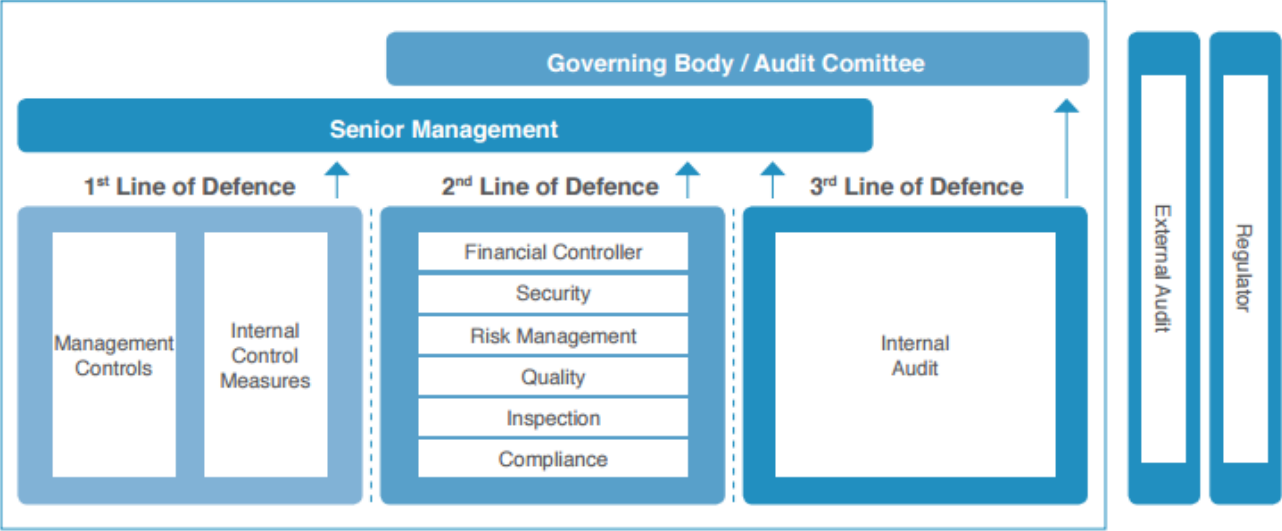 Governing Body / Audit Comittee
Senior Management
1st Line of Defence
2nd Line of Defence
3rd Line of Defence
Management
Controls
Internal
Control
Measures
Financial Controller
Security
Risk Management
Quality
Inspection
Compliance
Internal
Audit
External Audit
Regulator